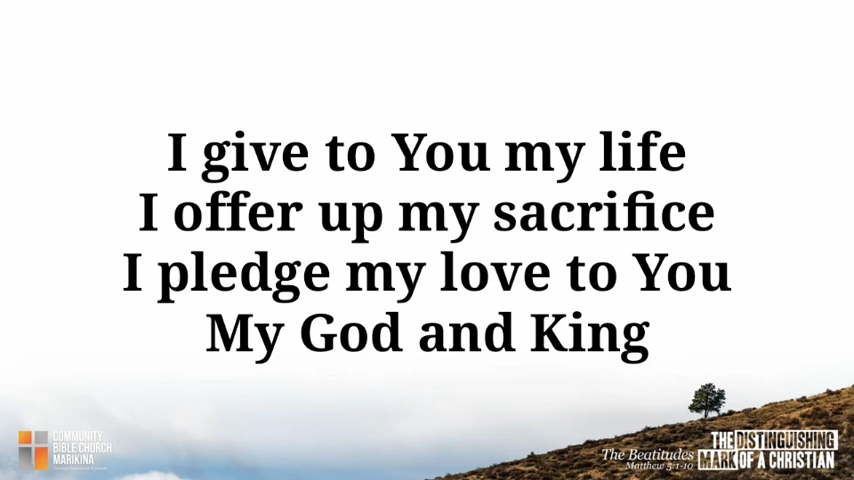 I give to You my life
I offer up my sacrifice
I pledge my love to You
My God and King
COMMUNITY
BIBLE CHURCH
MARIKINA
The Beatitudes
Matthew 5:1-10
THE DISTINGUISHING
MARK OF A CHRISTIAN